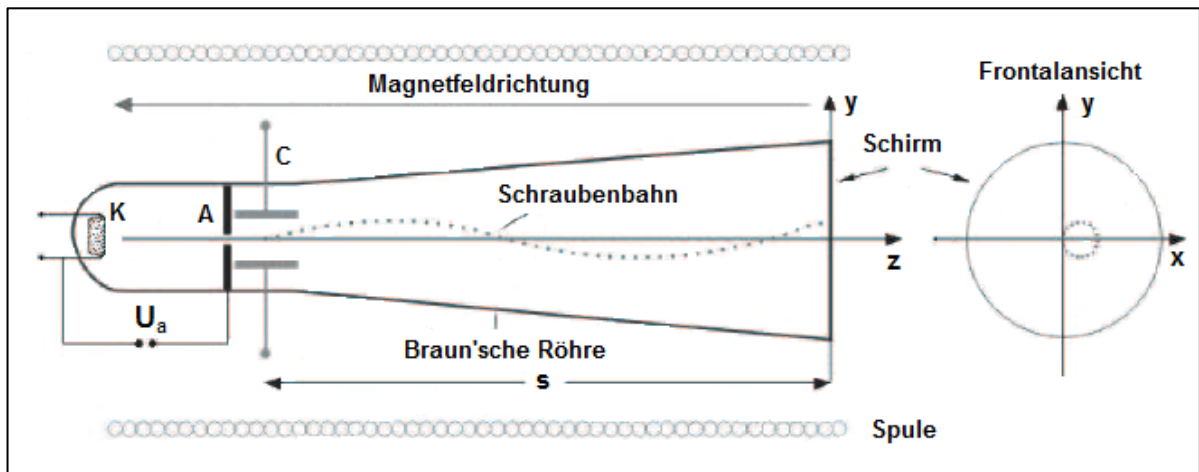 Magnetfeldrichtung
Frontalansicht
y
y
C
Schirm
K
A
Schraubenbahn
z
x
Uₐ
Braun'sche Röhre
s
Spule